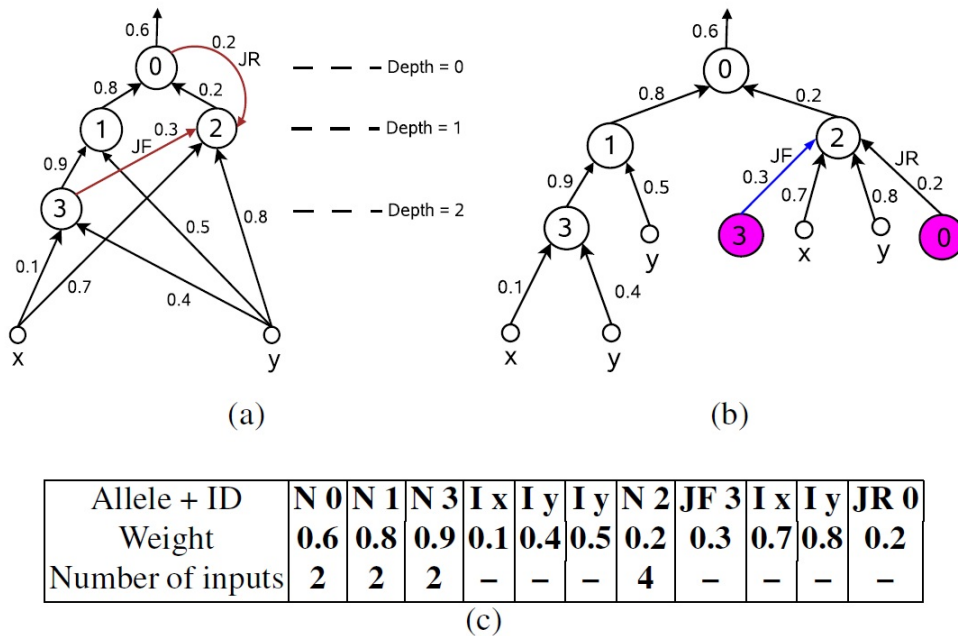 0.6
0.2
JR
0
Depth = 0
0.8
0.2
1
JF
0.3
2
Depth = 1
0.9
3
Depth = 2
0.1
0.7
0.5
0.4
0.8
x
y
(a)
0.6
0
0.8
0.2
1
2
0.9
0.5
JF
0.3
0.7
0.8
JR
0.2
3
y
3
x
y
0
0.1
0.4
x
y
(b)
Allele + ID N 0 N 1 N 3 I x I y I y N 2 JF 3 I x I y JR 0
Weight 0.6 0.8 0.9 0.1 0.4 0.5 0.2 0.3 0.7 0.8 0.2
Number of inputs 2 2 2 – – – 4 – – – –
(c)